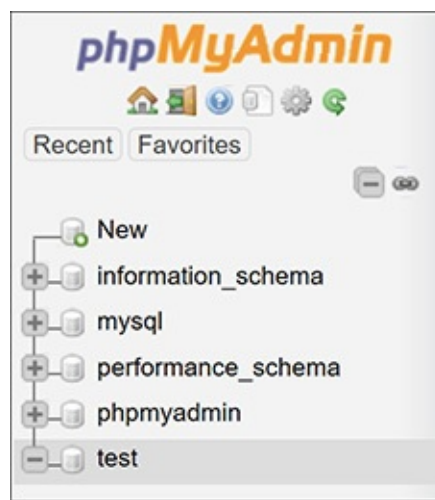 phpMyAdmin
Recent Favorites
New
information_schema
mysql
performance_schema
phpmyadmin
test